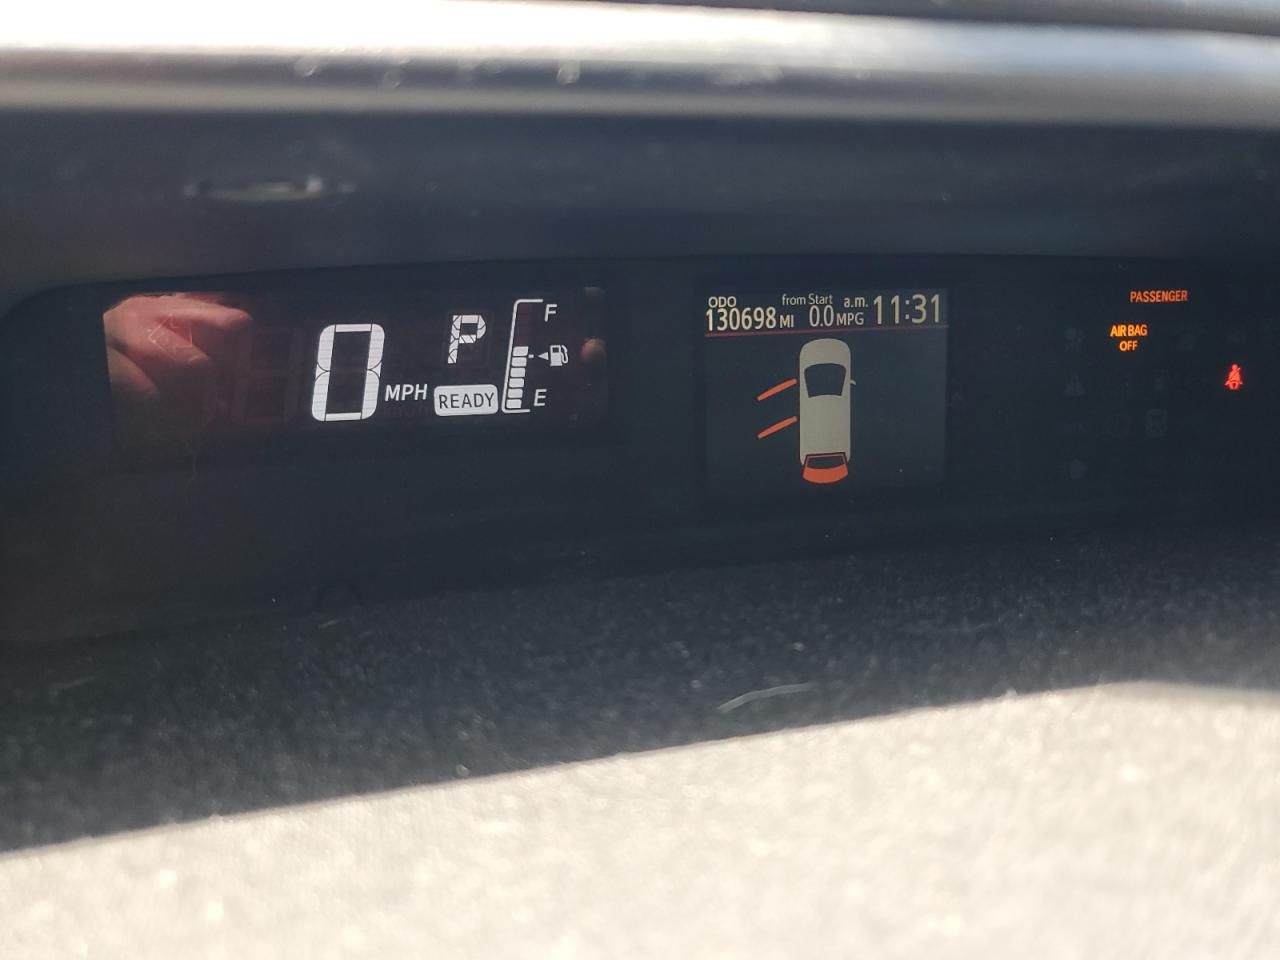 0 MPH
P
READY
F
E
ODO
130698 MI
from Start
0.0 MPG
a.m.
11:31
PASSENGER
AIR BAG
OFF